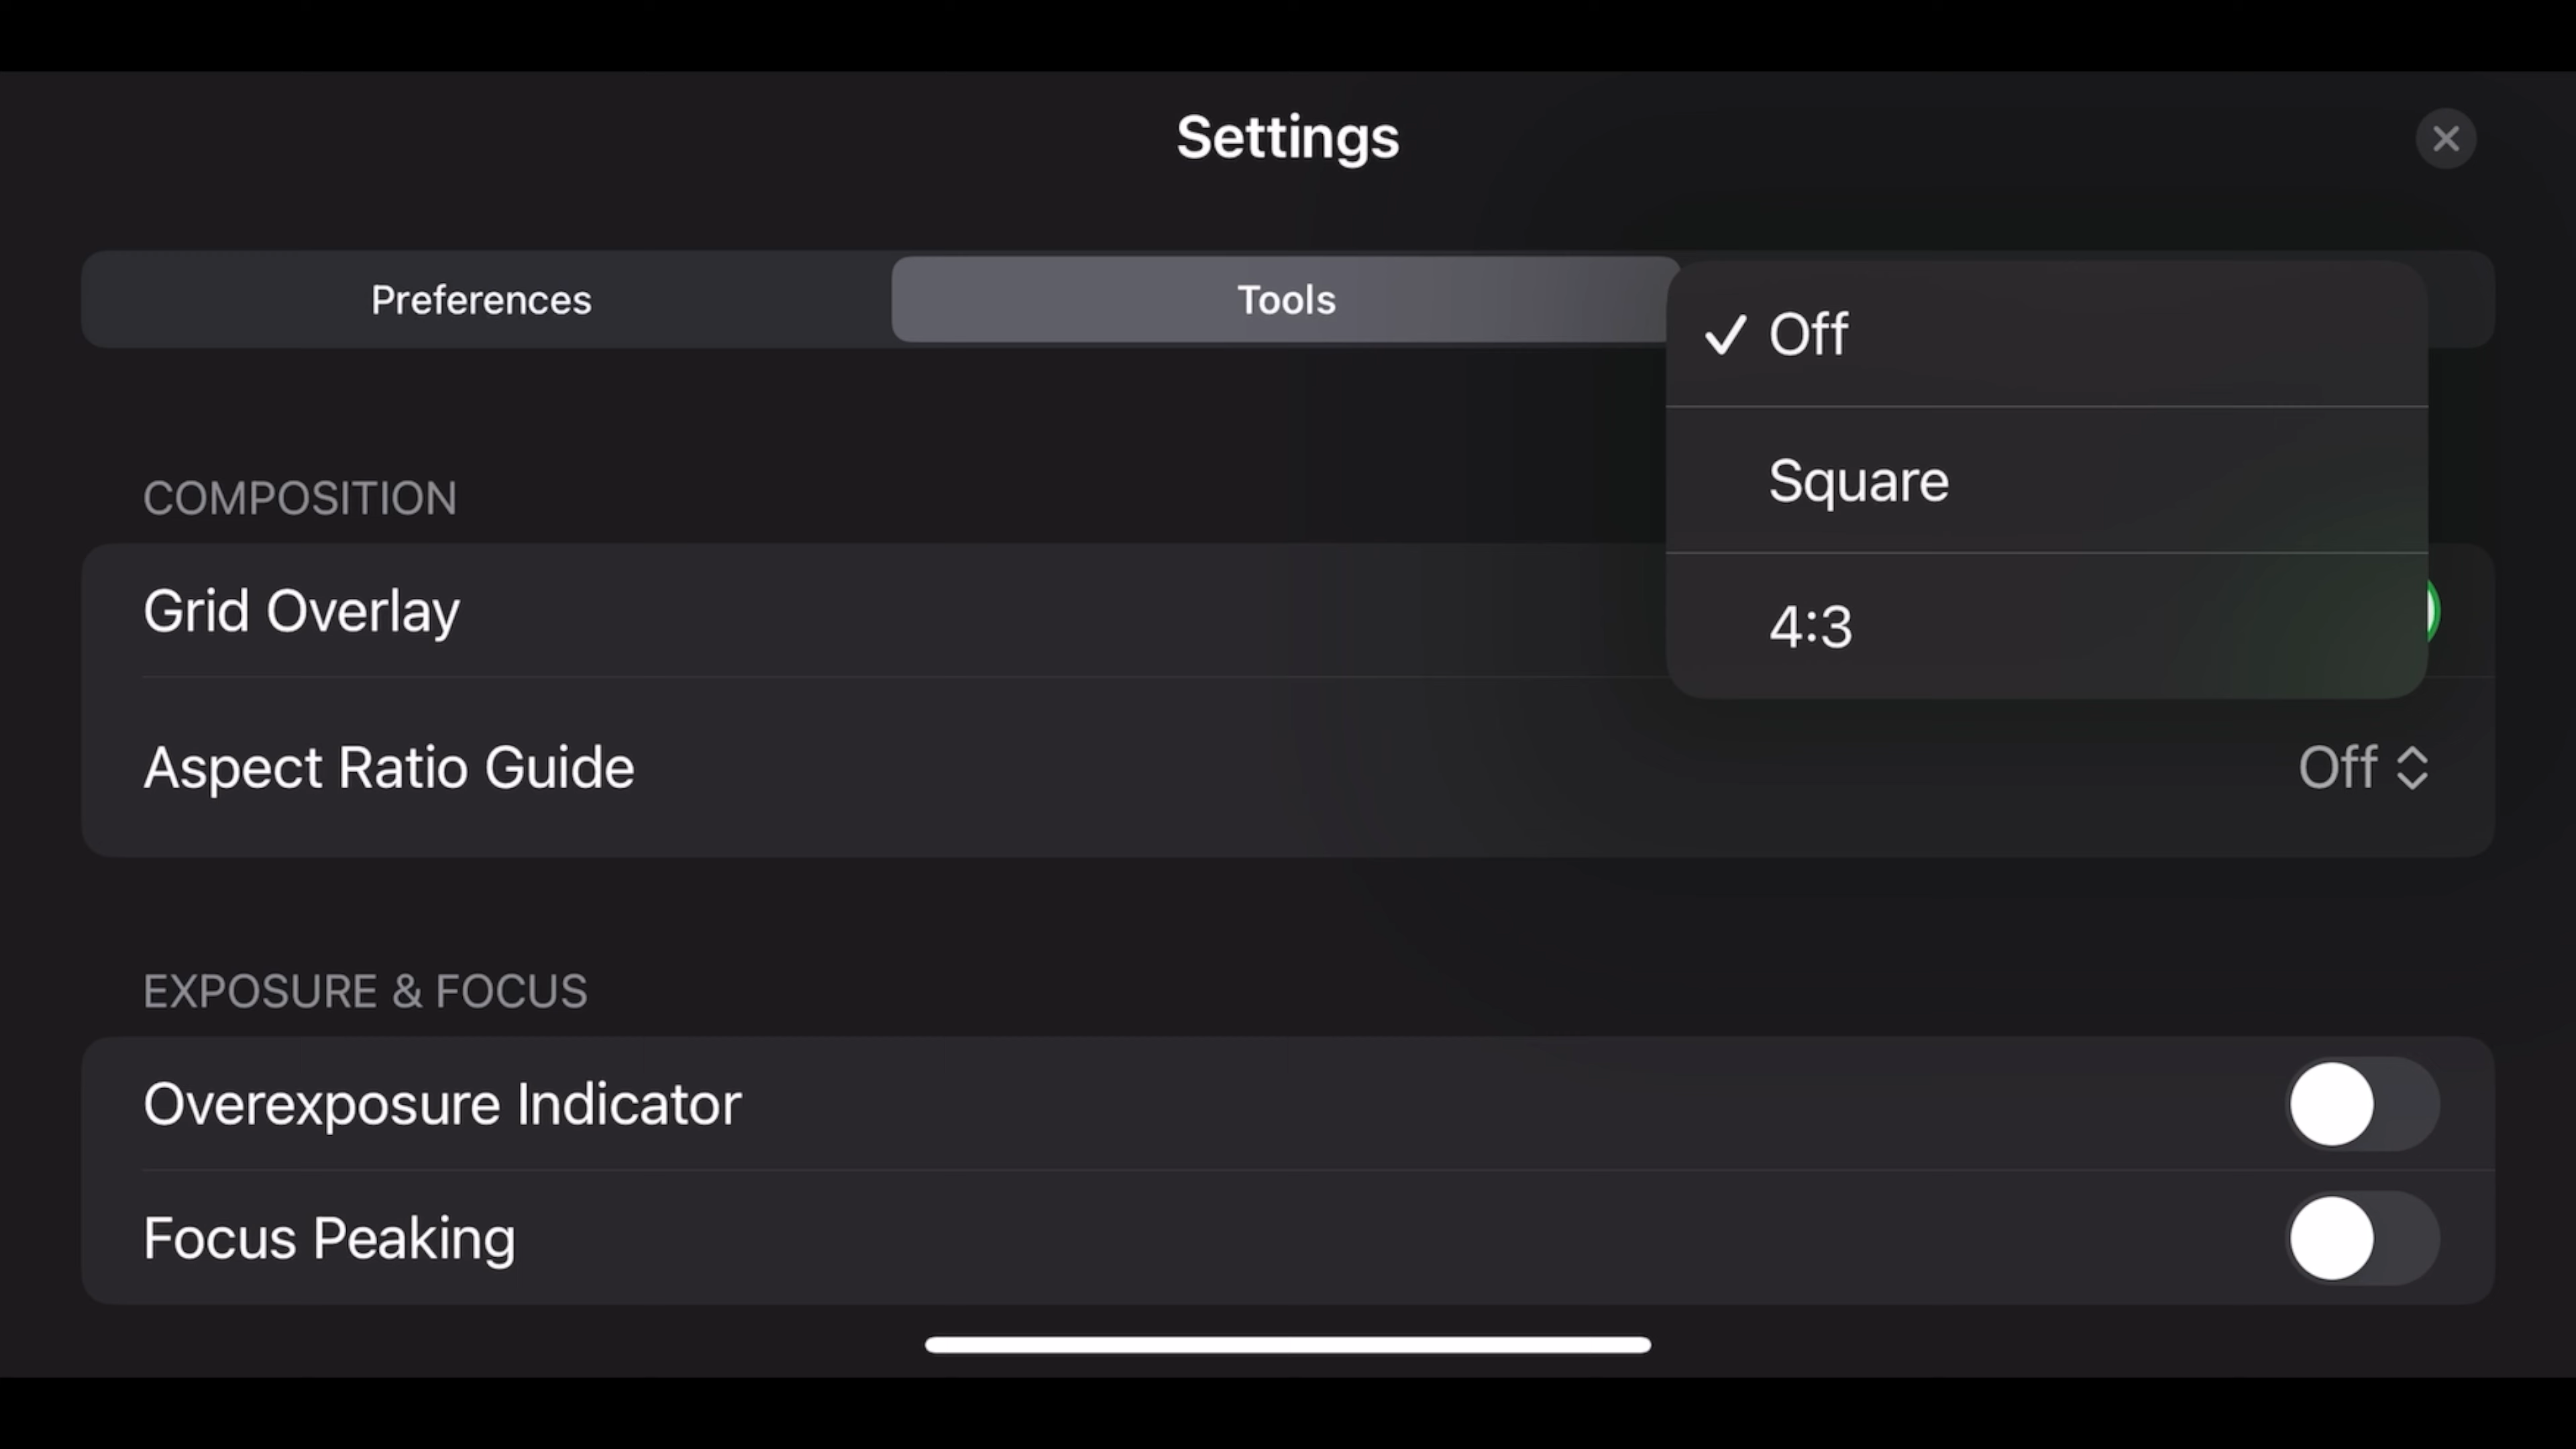 Settings
Preferences
Tools
Off
Square
4:3
COMPOSITION
Grid Overlay
Aspect Ratio Guide
Off
EXPOSURE & FOCUS
Overexposure Indicator
Focus Peaking